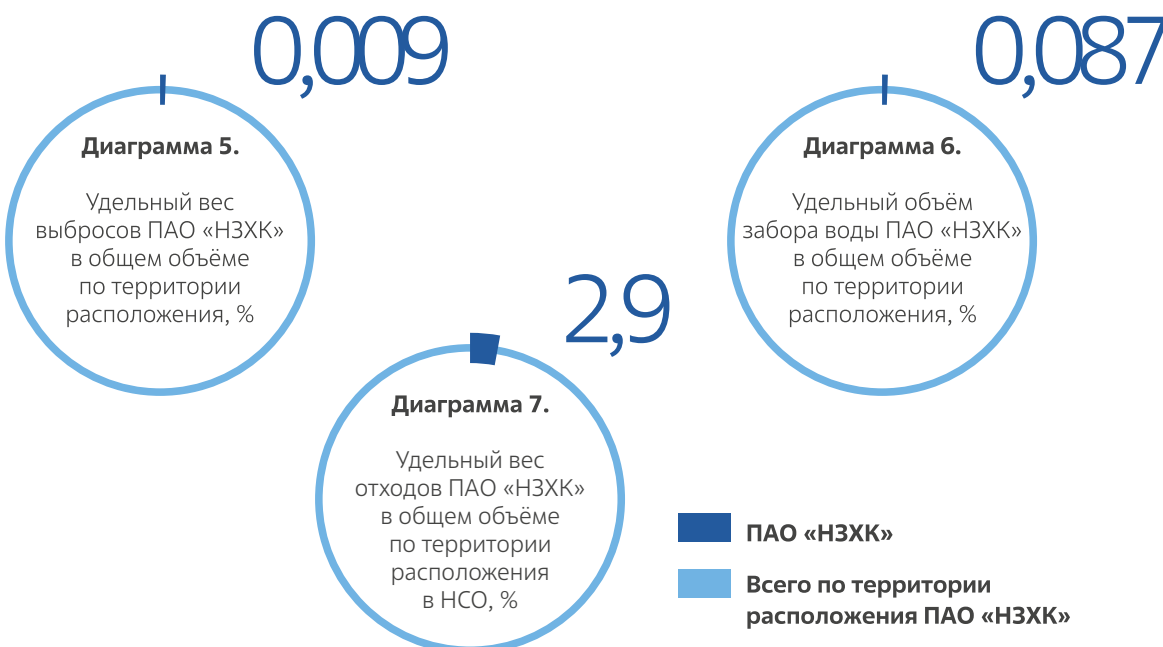 0,009
Диаграмма 5.
Удельный вес
выбросов ПАО «НЗХК»
в общем объёме
по территории
расположения, %
0,087
Диаграмма 6.
Удельный объём
забора воды ПАО «НЗХК»
в общем объёме
по территории
расположения, %
2,9
Диаграмма 7.
Удельный вес
отходов ПАО «НЗХК»
в общем объёме
по территории
расположения
в НСО, %
ПАО «НЗХК»
Всего по территории
расположения ПАО «НЗХК»